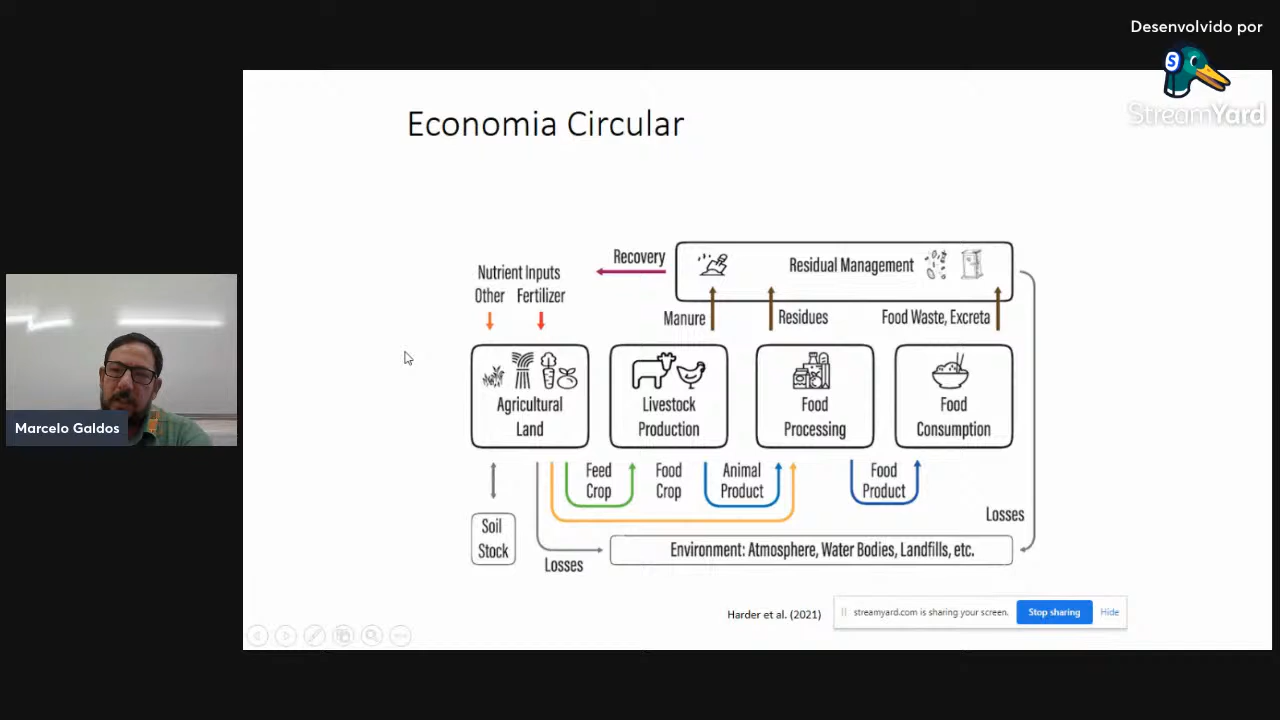 Desenvolvido por
S
StreamYard
Economia Circular
Recovery
Residual Management
Nutrient Inputs
Other Fertilizer
Manure
Residues
Food Waste, Excreta
Agricultural
Land
Livestock
Production
Food
Processing
Food
Consumption
Marcelo Galdos
Feed
Crop
Food
Crop
Animal
Product
Food
Product
Losses
Soil
Stock
Environment: Atmosphere, Water Bodies, Landfills, etc.
Losses
Harder et al. (2021)
streamyard.com is sharing your screen.
Stop sharing
Hide